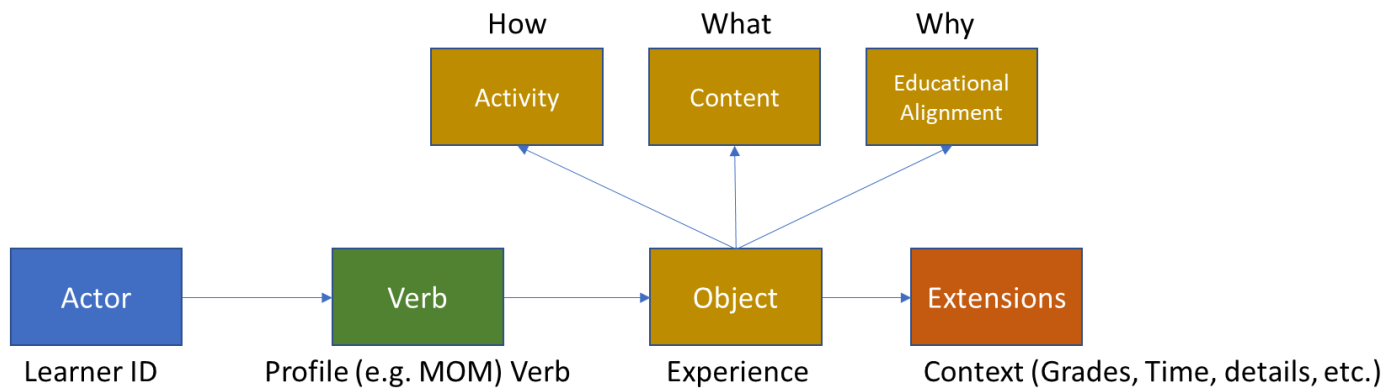 How What Why
Activity Content Educational
Alignment
Actor Verb Object Extensions
Learner ID Profile (e.g. MOM) Verb Experience Context (Grades, Time, details, etc.)